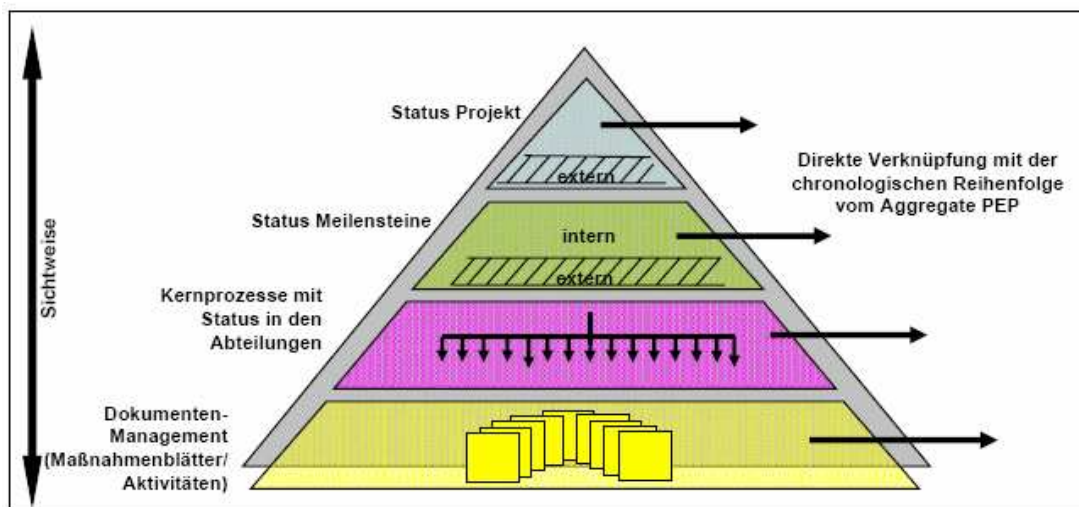 Sichtweise
Status Projekt
extern
Direkte Verknüpfung mit der
chronologischen Reihenfolge
vom Aggregate PEP
Status Meilensteine
intern
extern
Kernprozesse mit
Status in den
Abteilungen
Dokumenten-
Management
(Maßnahmenblätter/
Aktivitäten)